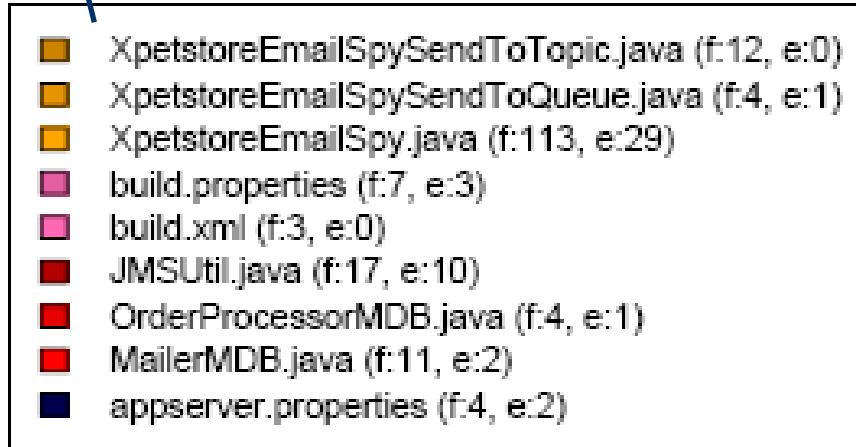 XpetstoreEmailSpySendToTopic.java (f:12, e:0)
XpetstoreEmailSpySendToQueue.java (f:4, e:1)
XpetstoreEmailSpy.java (f:113, e:29)
build.properties (f:7, e:3)
build.xml (f:3, e:0)
JMSUtil.java (f:17, e:10)
OrderProcessorMDB.java (f:4, e:1)
MailerMDB.java (f:11, e:2)
appserver.properties (f:4, e:2)